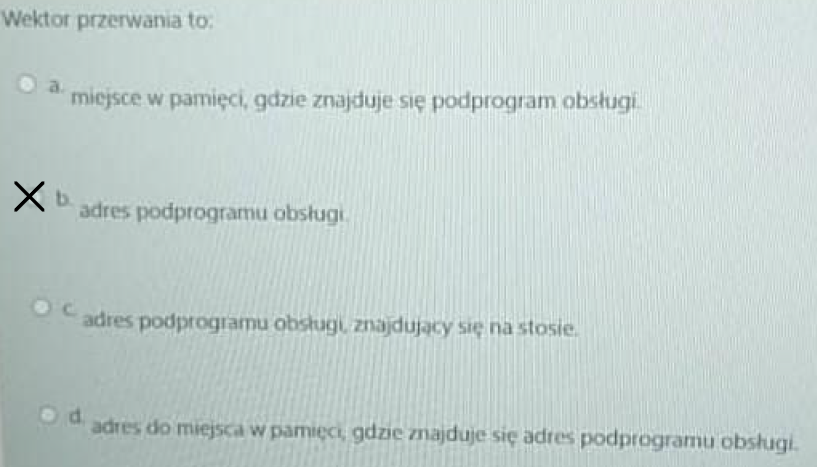 Wektor przerwania to:
a. miejsce w pamięci, gdzie znajduje się podprogram obsługi.
b. adres podprogramu obsługi.
c. adres podprogramu obsługi, znajdujący się na stosie.
d. adres do miejsca w pamięci, gdzie znajduje się adres podprogramu obsługi.